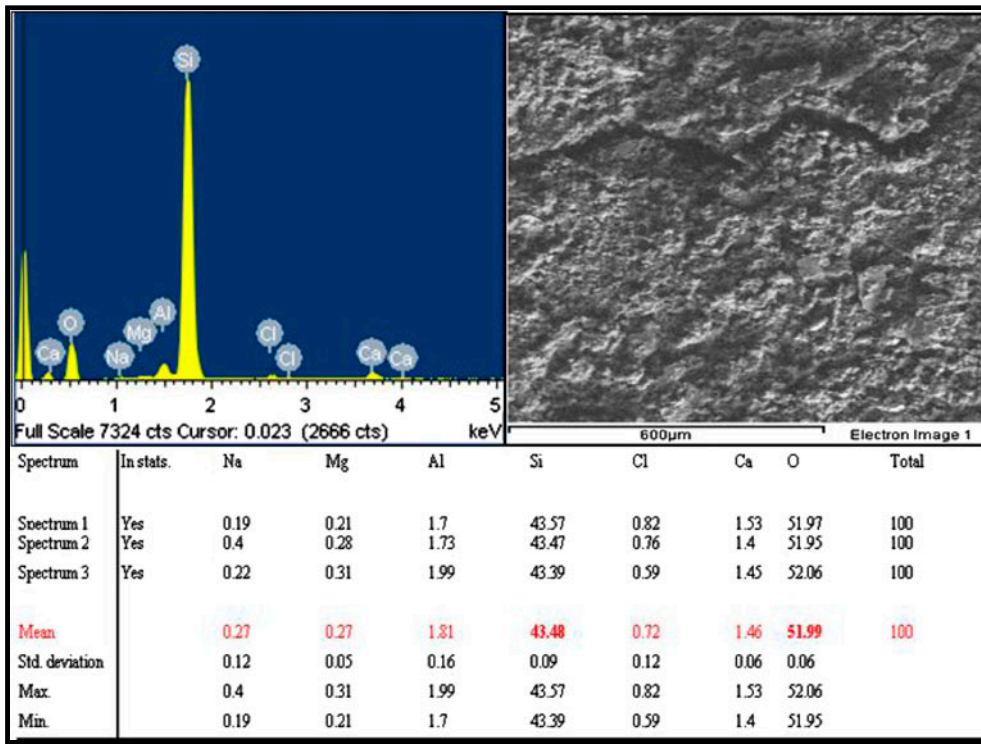 Si
O
Ca
Na
Mg
Al
Cl
Cl
Ca
Ca
0 1 2 3 4 5
Full Scale 7324 cts Cursor: 0.023 (2666 cts) keV
600µm Electron Image 1
Spectrum In stats. Na Mg Al Si Cl Ca O Total
Spectrum 1 Yes 0.19 0.21 1.7 43.57 0.82 1.53 51.97 100
Spectrum 2 Yes 0.4 0.28 1.73 43.47 0.76 1.4 51.95 100
Spectrum 3 Yes 0.22 0.31 1.99 43.39 0.59 1.45 52.06 100
Mean 0.27 0.27 1.81 43.48 0.72 1.46 51.99 100
Std. deviation 0.12 0.05 0.16 0.09 0.12 0.06 0.06
Max. 0.4 0.31 1.99 43.57 0.82 1.53 52.06
Min. 0.19 0.21 1.7 43.39 0.59 1.4 51.95